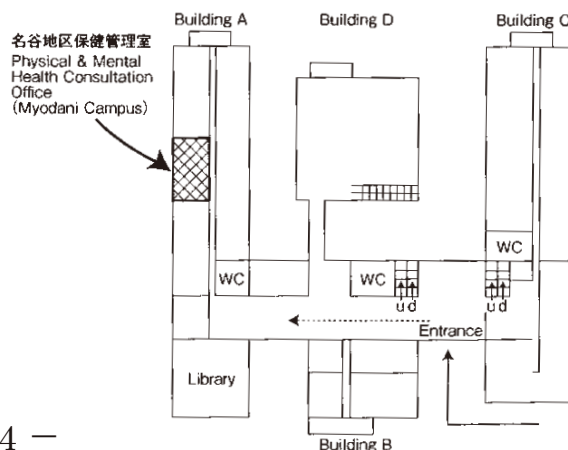 Building A
Building D
Building C
名谷地区保健管理室
Physical & Mental
Health Consultation
Office
(Myodani Campus)
WC
WC
WC
u d
u d
Entrance
Library
Building B
4 −